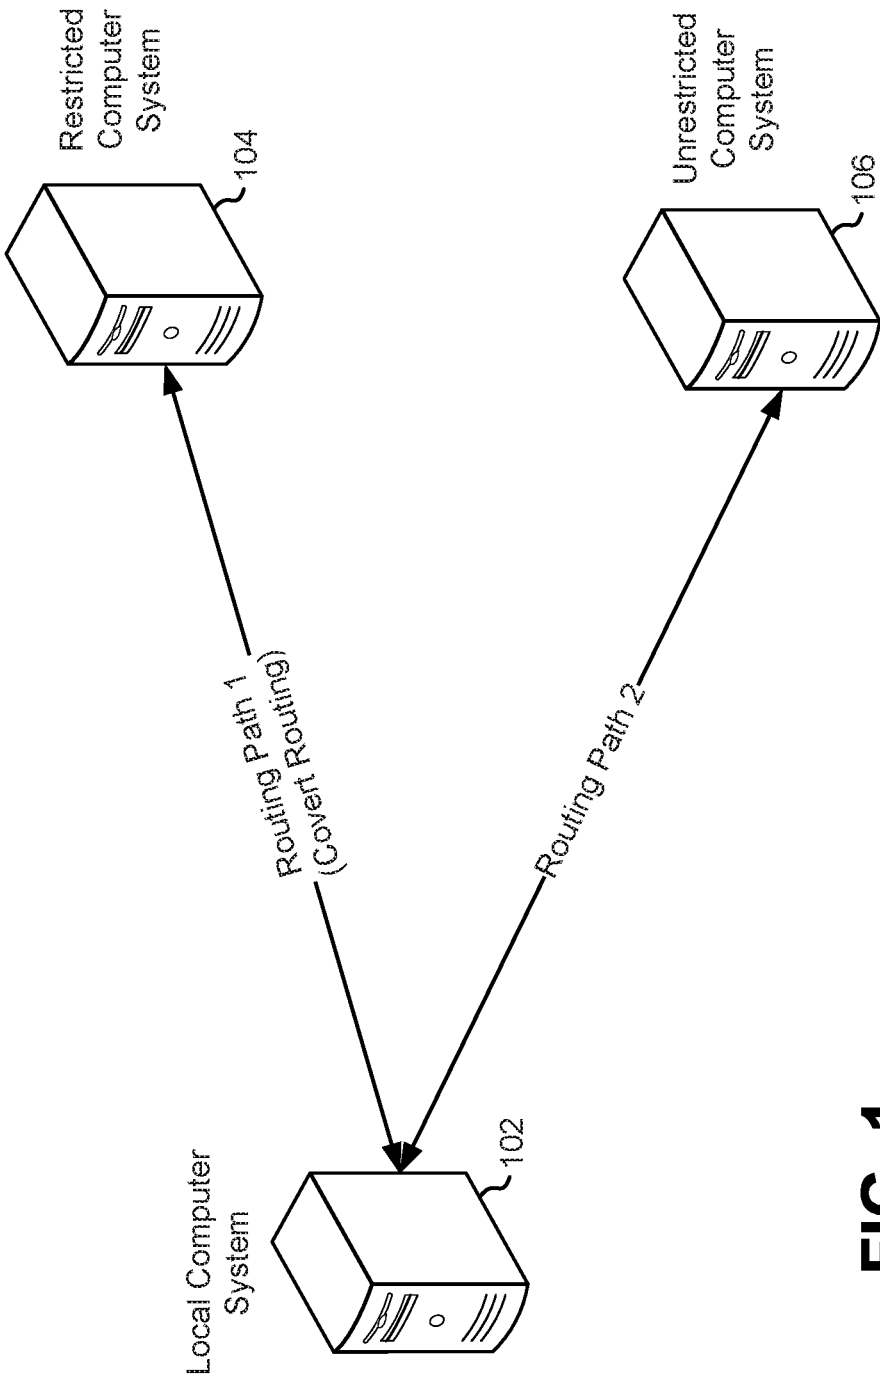 Local Computer
System
102
Routing Path 1
(Covert Routing)
Routing Path 2
Restricted
Computer
System
104
Unrestricted
Computer
System
106
FIG. 1